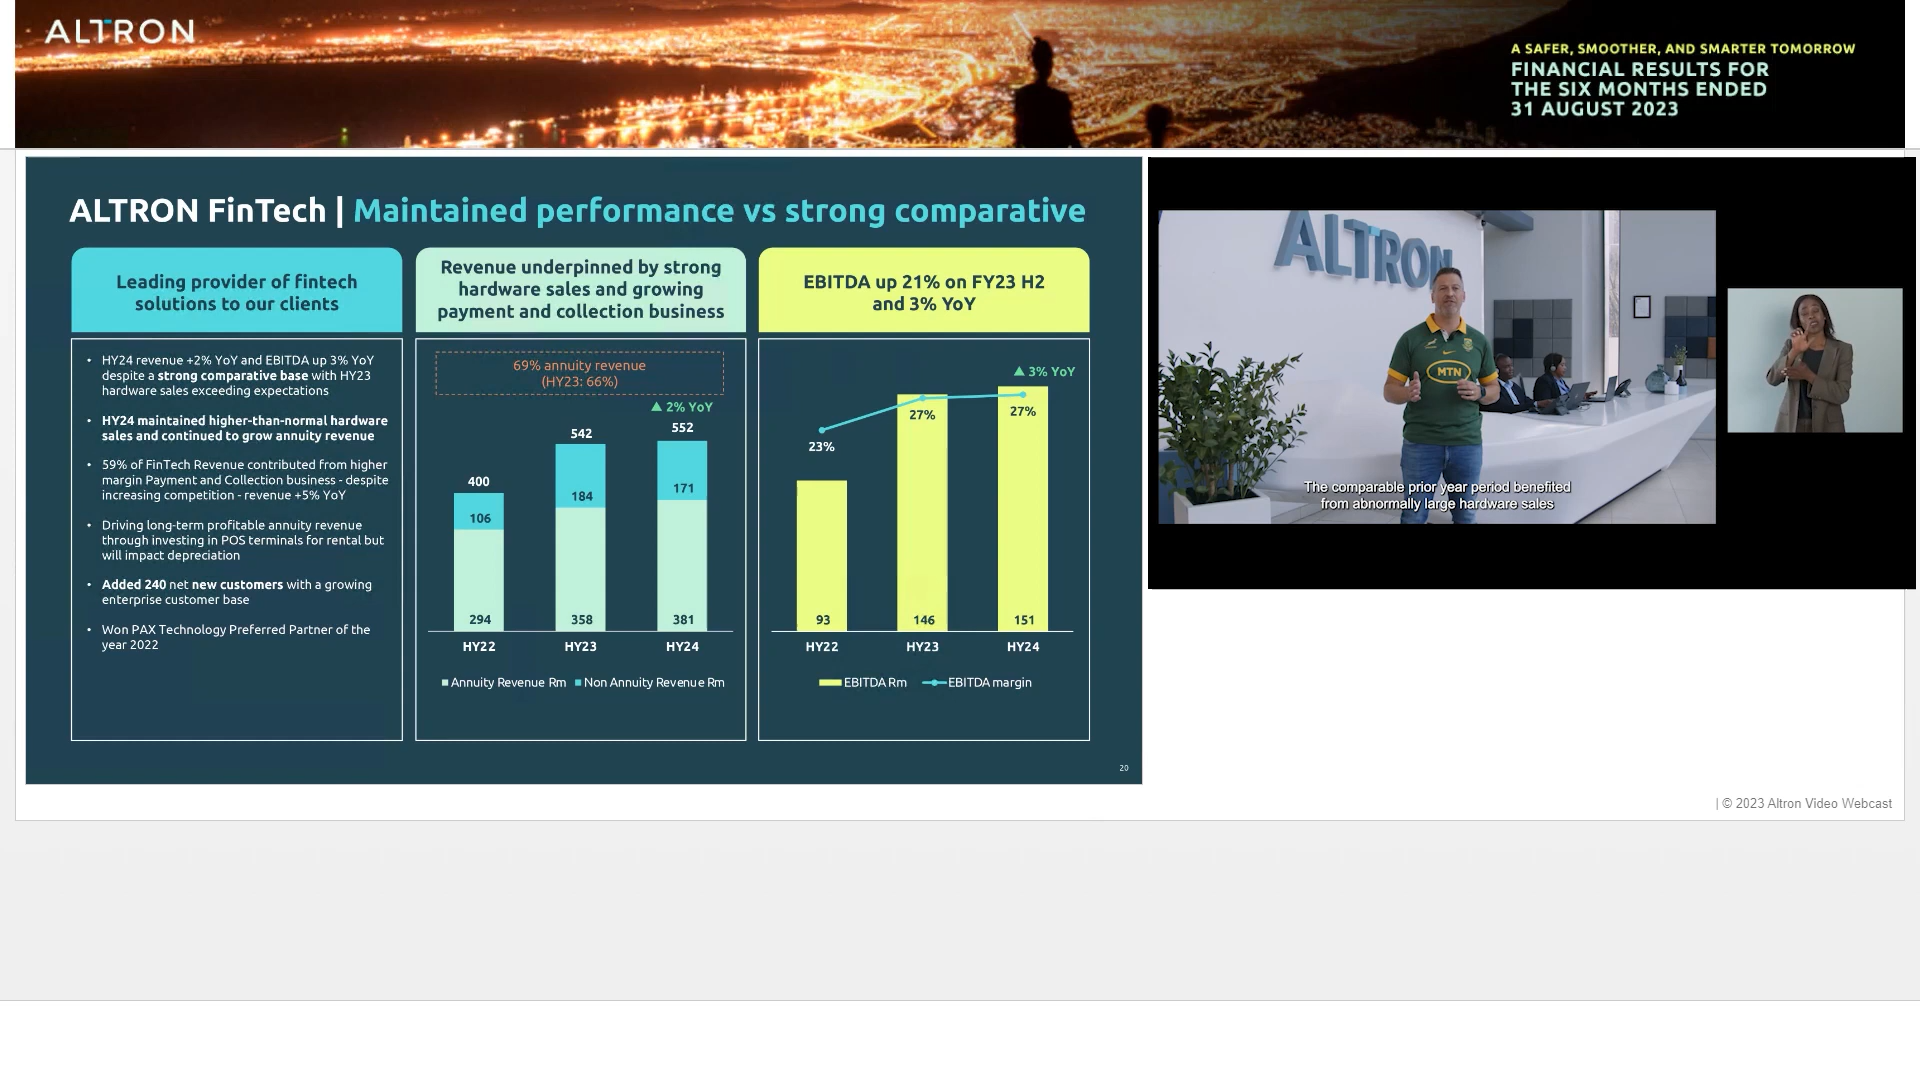 ALTRON
A SAFER, SMOOTHER, AND SMARTER TOMORROW
FINANCIAL RESULTS FOR
THE SIX MONTHS ENDED
31 AUGUST 2023
ALTRON FinTech | Maintained performance vs strong comparative
Leading provider of fintech
solutions to our clients
• HY24 revenue +2% YoY and EBITDA up 3% YoY
despite a strong comparative base with HY23
hardware sales exceeding expectations
• HY24 maintained higher-than-normal hardware
sales and continued to grow annuity revenue
• 59% of FinTech Revenue contributed from higher
margin Payment and Collection business - despite
increasing competition - revenue +5% YoY
• Driving long-term profitable annuity revenue
through investing in POS terminals for rental but
will impact depreciation
• Added 240 net new customers with a growing
enterprise customer base
• Won PAX Technology Preferred Partner of the
year 2022
Revenue underpinned by strong
hardware sales and growing
payment and collection business
69% annuity revenue
(HY23: 66%)
▲ 2% YoY
400 542 552
106 184 171
294 358 381
HY22 HY23 HY24
Annuity Revenue Rm Non Annuity Revenue Rm
EBITDA up 21% on FY23 H2
and 3% YoY
▲ 3% YoY
23% 27% 27%
93 146 151
HY22 HY23 HY24
EBITDA Rm EBITDA margin
20
ALTRON
MTN
The comparable prior year period benefited
from abnormally large hardware sales
| © 2023 Altron Video Webcast